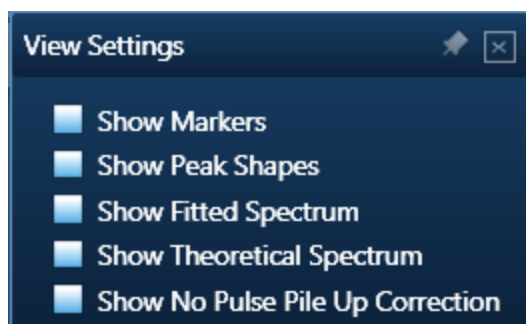 View Settings
Show Markers
Show Peak Shapes
Show Fitted Spectrum
Show Theoretical Spectrum
Show No Pulse Pile Up Correction